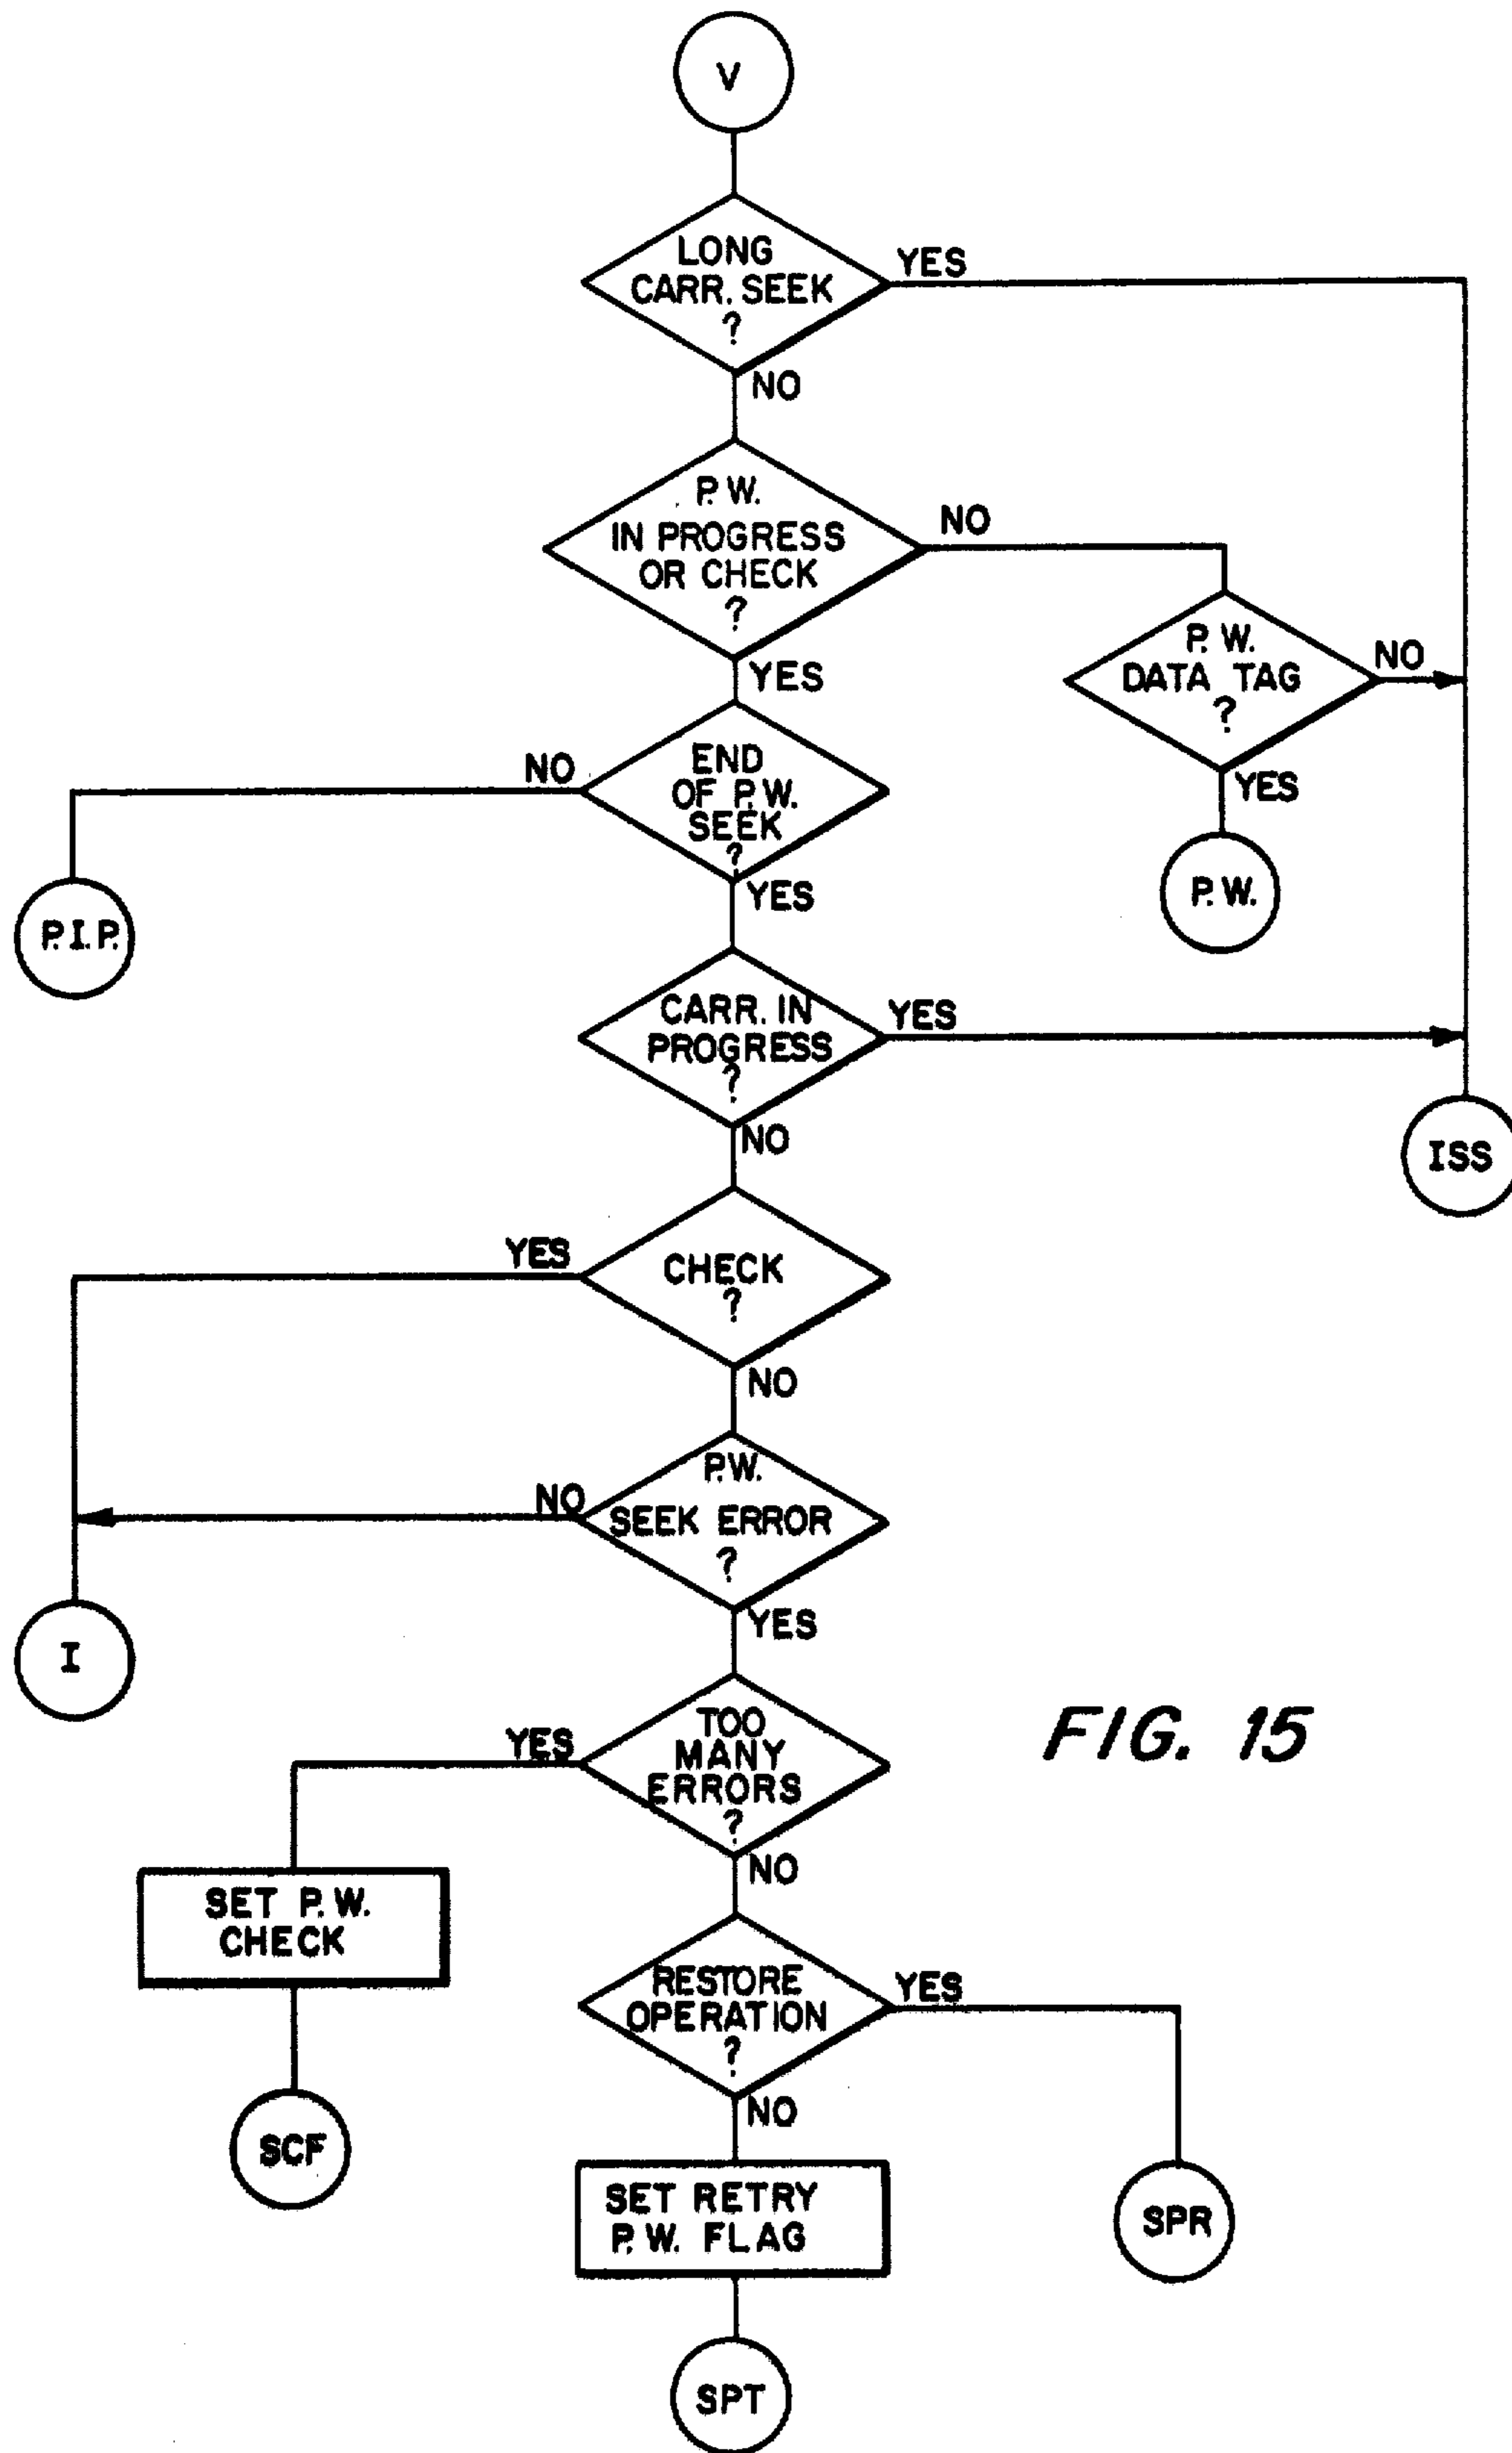 V
LONG
CARR. SEEK
?
YES
NO
P.W.
IN PROGRESS
OR CHECK
?
NO
YES
P.W.
DATA TAG
?
NO
YES
P.W.
END
OF P.W.
SEEK
?
NO
YES
P.I.P.
CARR. IN
PROGRESS
?
YES
NO
ISS
CHECK
?
YES
NO
P.W.
SEEK ERROR
?
NO
YES
I
TOO
MANY
ERRORS
?
YES
NO
FIG. 15
SET P.W.
CHECK
SCF
RESTORE
OPERATION
?
YES
NO
SET RETRY
P.W. FLAG
SPR
SPT